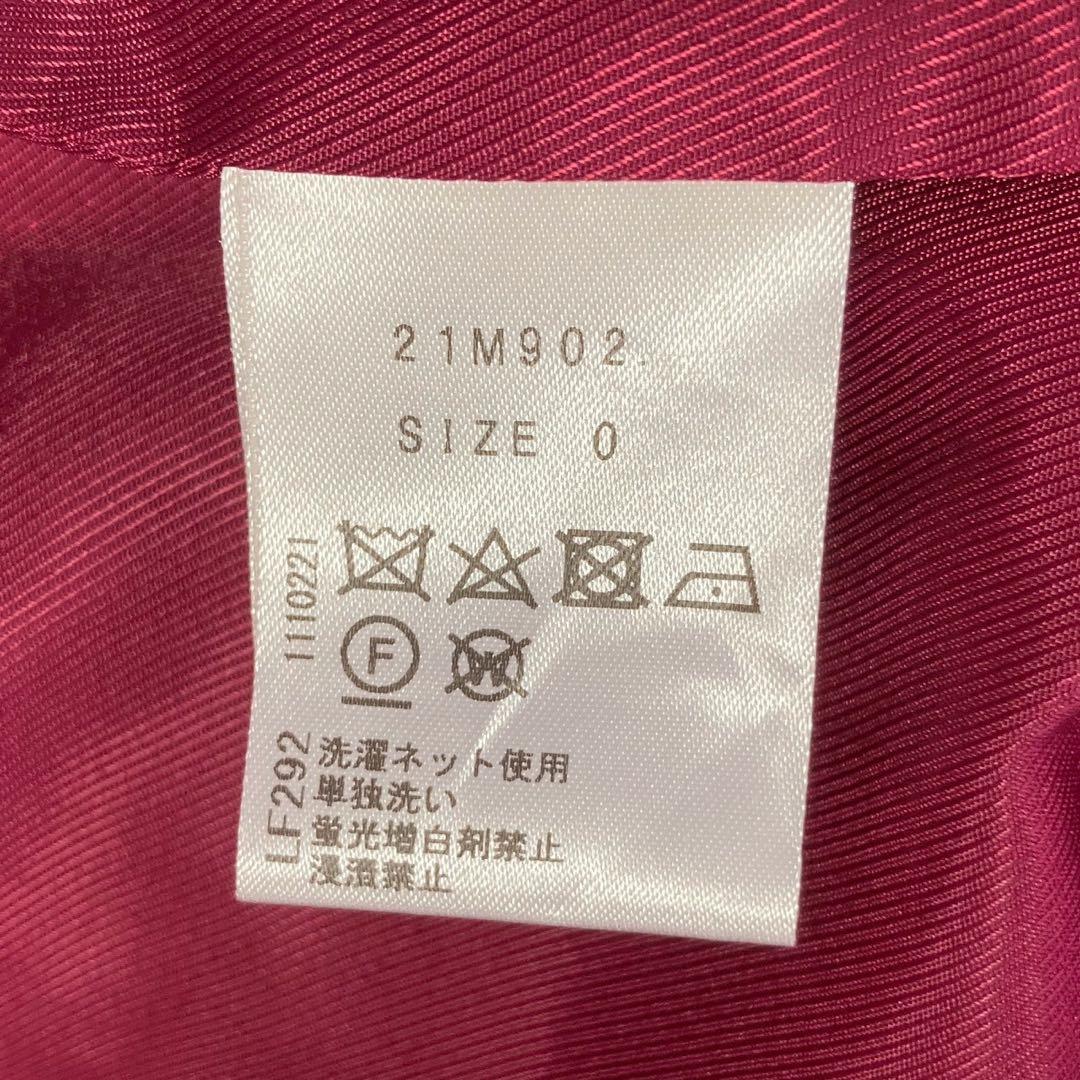 21M902
SIZE 0
1110221
F
W
LF292
洗濯ネット使用
単独洗い
蛍光増白剤禁止
浸漬禁止